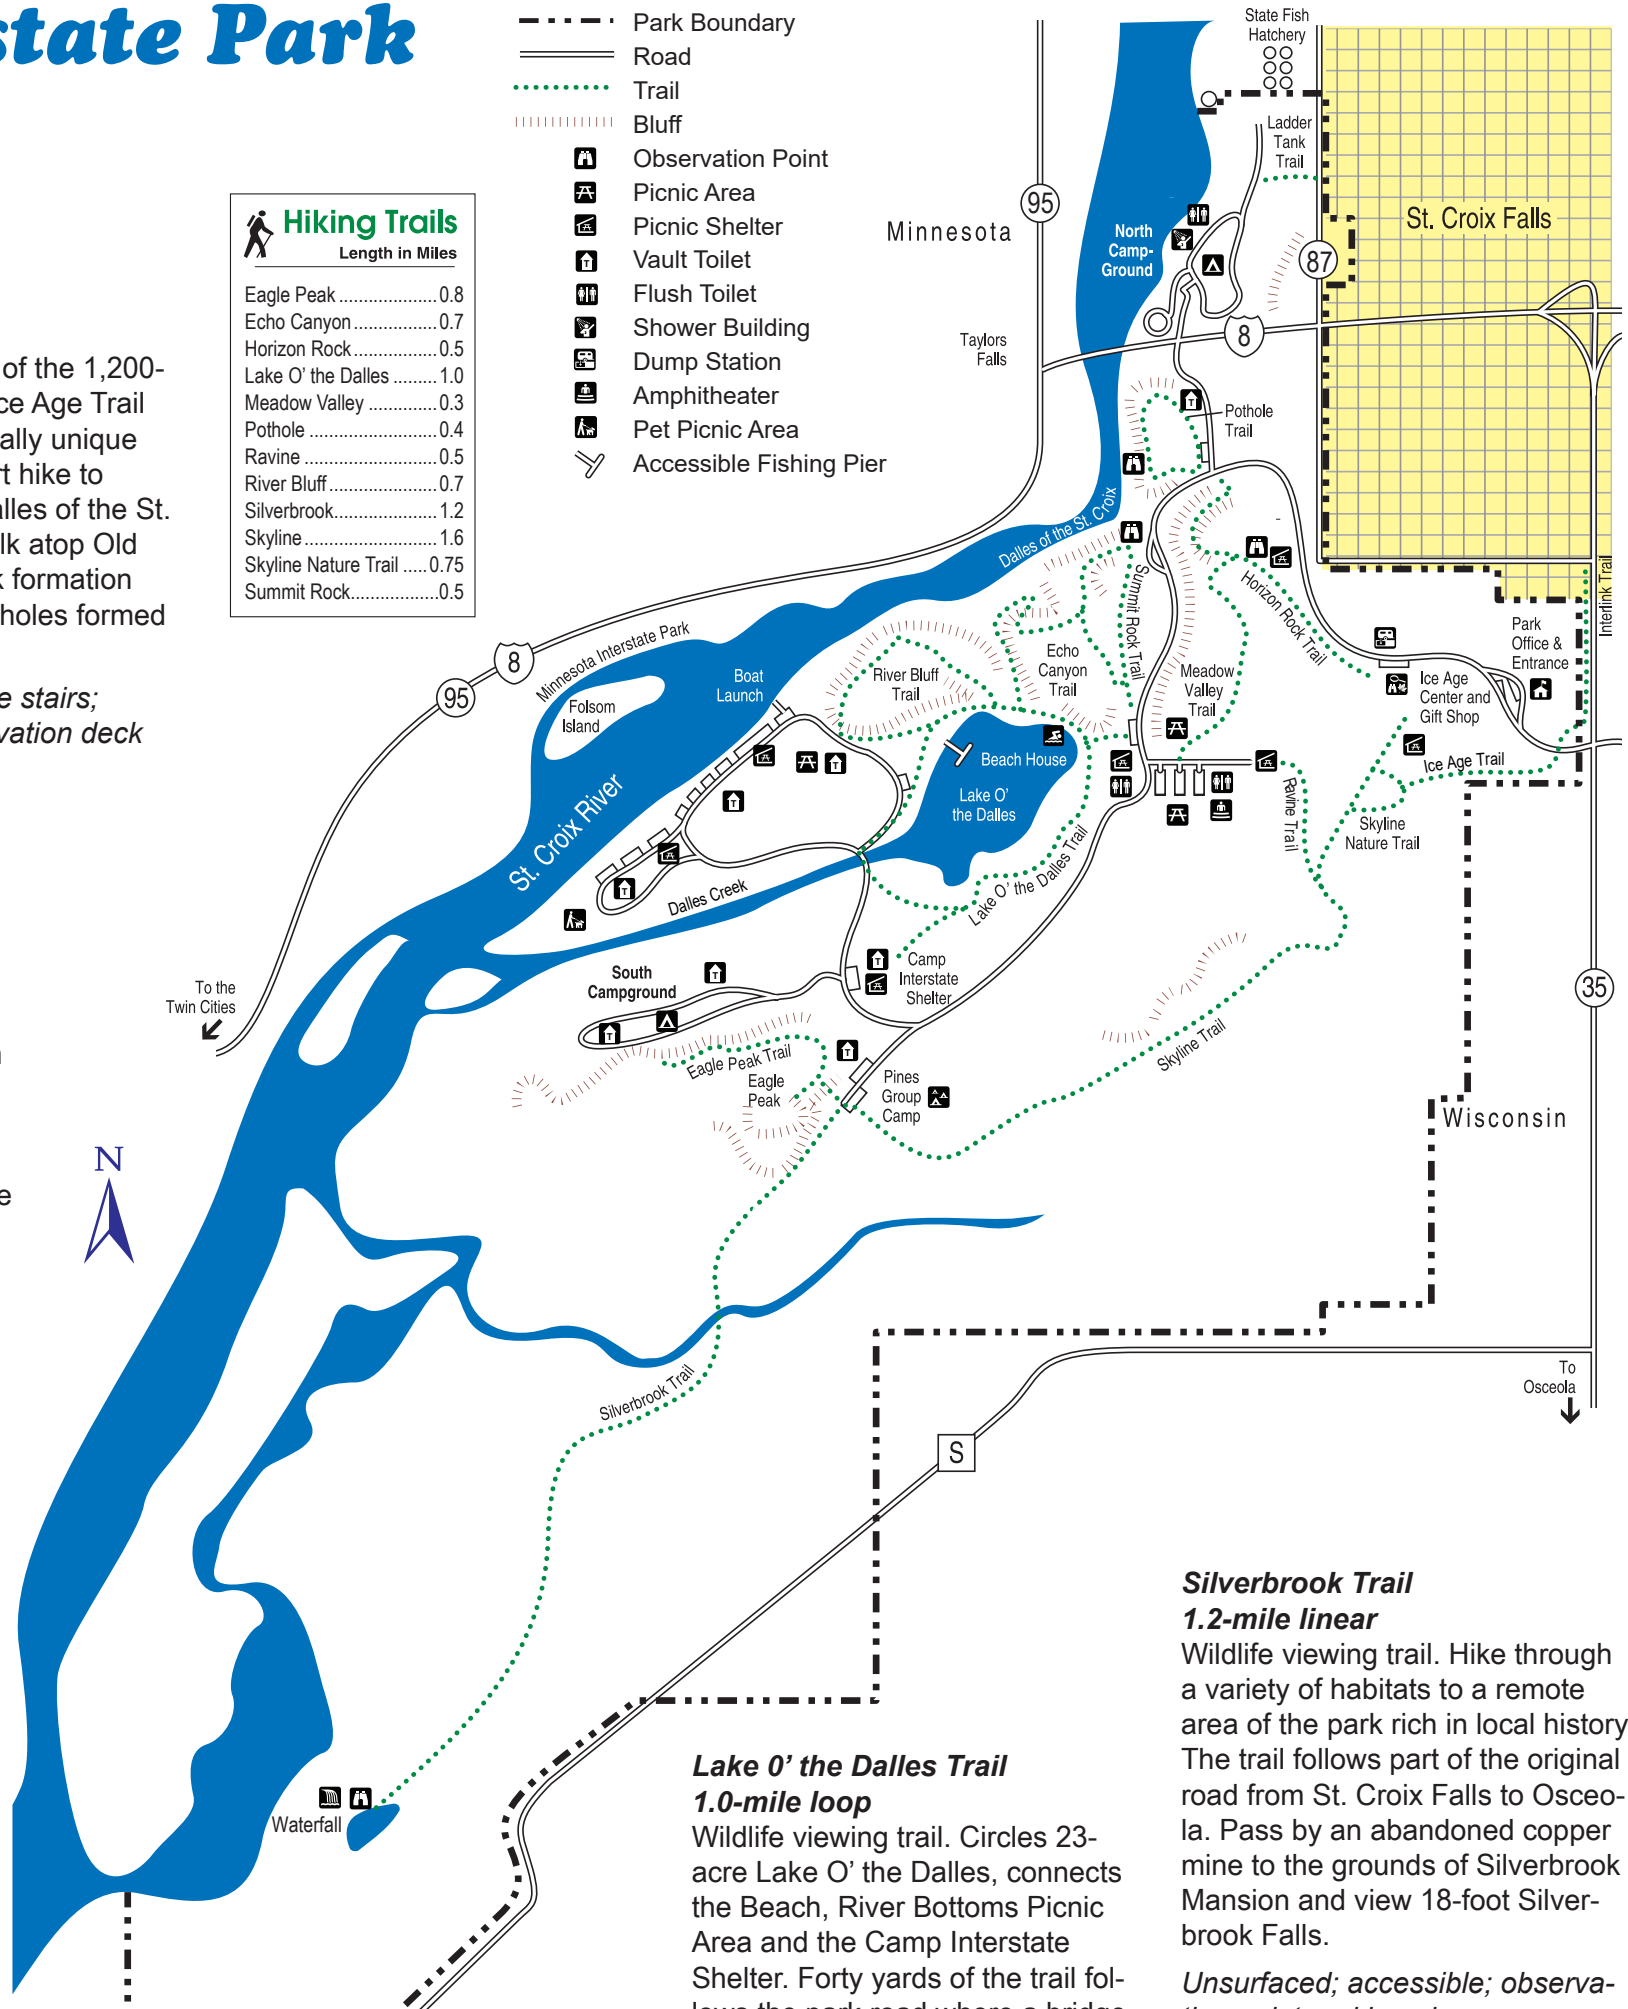 state Park
Park Boundary
Road
Trail
Bluff
Observation Point
Picnic Area
Picnic Shelter
Vault Toilet
Flush Toilet
Shower Building
Dump Station
Amphitheater
Pet Picnic Area
Accessible Fishing Pier
Hiking Trails
Length in Miles
Eagle Peak ..................... 0.8
Echo Canyon ................. 0.7
Horizon Rock ................. 0.5
Lake O' the Dalles ......... 1.0
Meadow Valley .............. 0.3
Pothole .......................... 0.4
Ravine ........................... 0.5
River Bluff ...................... 0.7
Silverbrook ..................... 1.2
Skyline ........................... 1.6
Skyline Nature Trail ..... 0.75
Summit Rock ................. 0.5
of the 1,200-
ce Age Trail
ally unique
rt hike to
alles of the St.
lk atop Old
k formation
holes formed
e stairs;
vation deck
n
e
N
State Fish
Hatchery
Ladder
Tank
Trail
95
Minnesota
North
Camp-
Ground
87
St. Croix Falls
8
Taylors
Falls
Pothole
Trail
Dalles of the St. Croix
Summit Rock Trail
Horizon Rock Trail
Interlink Trail
Park
Office &
Entrance
Minnesota Interstate Park
8
95
Boat
Launch
Folsom
Island
River Bluff
Trail
Echo
Canyon
Trail
Meadow
Valley
Trail
Ice Age
Center and
Gift Shop
Ice Age Trail
Beach House
Lake O'
the Dalles
St. Croix River
Ravine Trail
Skyline
Nature Trail
Lake O' the Dalles Trail
Dalles Creek
Camp
Interstate
Shelter
South
Campground
To the
Twin Cities
35
Skyline Trail
Eagle Peak Trail
Eagle
Peak
Pines
Group
Camp
Wisconsin
To
Osceola
Silverbrook Trail
S
Waterfall
Lake 0' the Dalles Trail
1.0-mile loop
Wildlife viewing trail. Circles 23-
acre Lake O' the Dalles, connects
the Beach, River Bottoms Picnic
Area and the Camp Interstate
Shelter. Forty yards of the trail fol-
lows the park road where a bridge
Silverbrook Trail
1.2-mile linear
Wildlife viewing trail. Hike through
a variety of habitats to a remote
area of the park rich in local history
The trail follows part of the original
road from St. Croix Falls to Osceo-
la. Pass by an abandoned copper
mine to the grounds of Silverbrook
Mansion and view 18-foot Silver-
brook Falls.
Unsurfaced; accessible; observa-